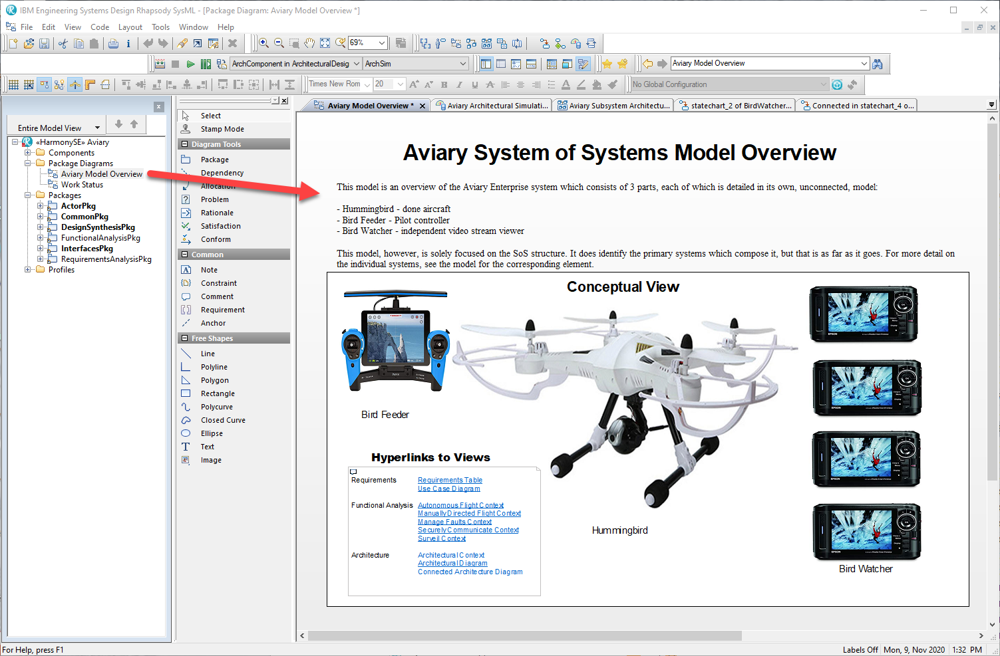 IBM Engineering Systems Design Rhapsody SysML - [Package Diagram: Aviary Model Overview *]
File Edit View Code Layout Tools Window Help
69%
ArchComponent in ArchitecturalDesig ArchSim Aviary Model Overview
Times New Rom 20 No Global Configuration
Aviary Model Overview * Aviary Architectural Simulati... Aviary Subsystem Architectu... statechart_2 of BirdWatcher... Connected in statechart_4 o...
Entire Model View
«HarmonySE» Aviary
Components
Package Diagrams
Aviary Model Overview
Work Status
Packages
ActorPkg
CommonPkg
DesignSynthesisPkg
FunctionalAnalysisPkg
InterfacesPkg
RequirementsAnalysisPkg
Profiles
Select
Stamp Mode
Diagram Tools
Package
Dependency
Allocation
Problem
Rationale
Satisfaction
Conform
Common
Note
Constraint
Comment
Requirement
Anchor
Free Shapes
Line
Polyline
Polygon
Rectangle
Polycurve
Closed Curve
Ellipse
Text
Image
Aviary System of Systems Model Overview
This model is an overview of the Aviary Enterprise system which consists of 3 parts, each of which is detailed in its own, unconnected, model:
- Hummingbird - done aircraft
- Bird Feeder - Pilot controller
- Bird Watcher - independent video stream viewer
This model, however, is solely focused on the SoS structure. It does identify the primary systems which compose it, but that is as far as it goes. For more detail on
the individual systems, see the model for the corresponding element.
Conceptual View
Bird Feeder
Hummingbird
EPSON
EPSON
EPSON
EPSON
Bird Watcher
Hyperlinks to Views
Requirements Requirements Table
Use Case Diagram
Functional Analysis Autonomous Flight Context
Manually Directed Flight Context
Manage Faults Context
Securely Communicate Context
Surveil Context
Architecture Architectural Context
Architectural Diagram
Connected Architecture Diagram
For Help, press F1
Labels Off Mon, 9, Nov 2020 1:32 PM